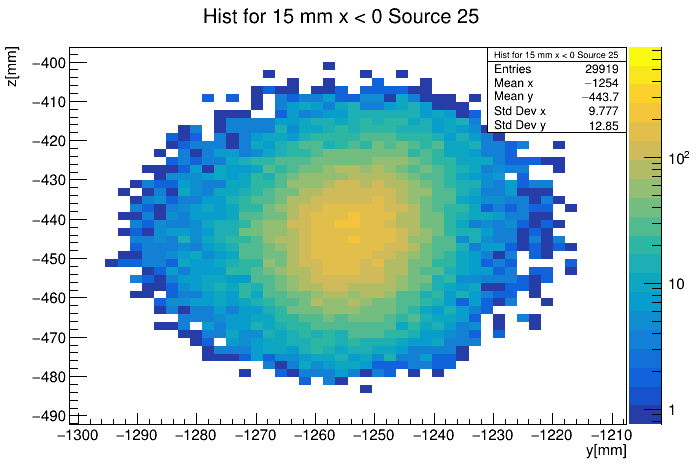 Hist for 15 mm x < 0 Source 25
z[mm]
Hist for 15 mm x < 0 Source 25
Entries 29919
Mean x −1254
Mean y −443.7
Std Dev x 9.777
Std Dev y 12.85
−400
−410
−420
−430
−440
−450
−460
−470
−480
−490
10²
10
1
−1300 −1290 −1280 −1270 −1260 −1250 −1240 −1230 −1220 −1210
y[mm]